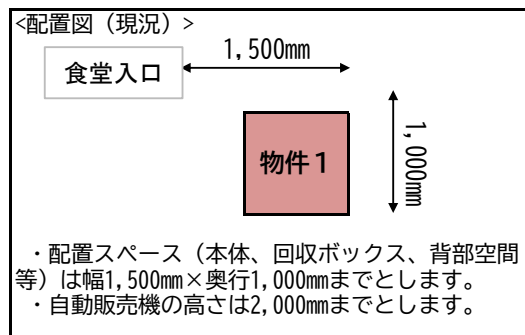 <配置図（現況）>
1,500mm
食堂入口
物件１
1,000mm
・配置スペース（本体、回収ボックス、背部空間
等）は幅1,500mm×奥行1,000mmまでとします。
・自動販売機の高さは2,000mmまでとします。